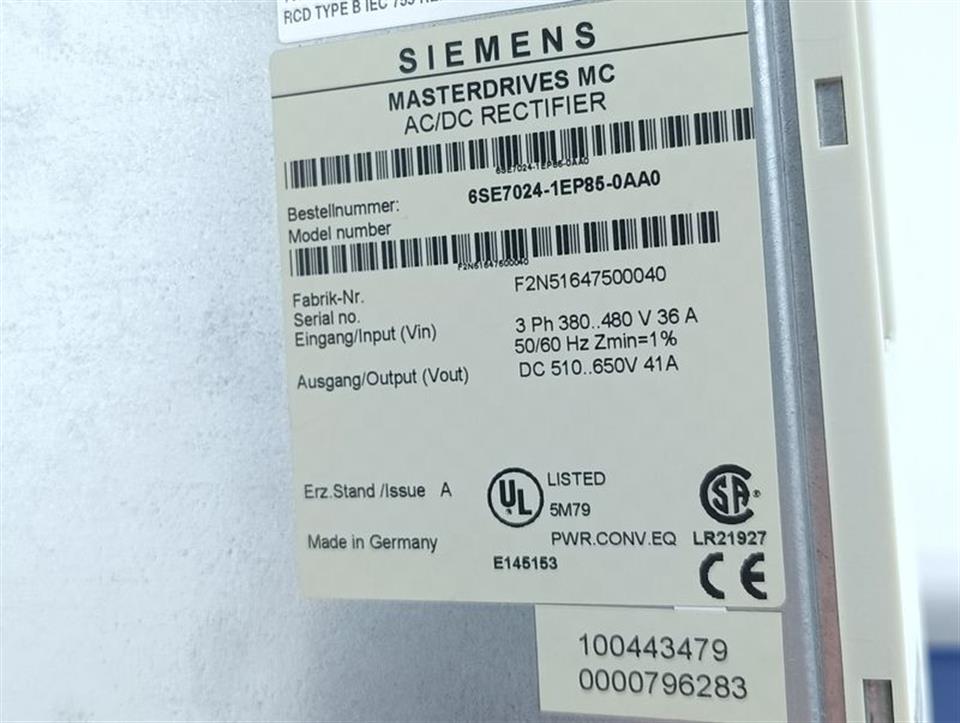 RCD TYPE B IEC 755
SIEMENS
MASTERDRIVES MC
AC/DC RECTIFIER
6SE7024-1EP85-0AA0
Bestellnummer: 6SE7024-1EP85-0AA0
Model number
F2N51647500040
Fabrik-Nr. F2N51647500040
Serial no.
Eingang/Input (Vin) 3 Ph 380..480 V 36 A
50/60 Hz Zmin=1%
Ausgang/Output (Vout) DC 510..650V 41A
Erz.Stand /Issue A
UL LISTED
5M79
PWR.CONV.EQ
E145153
SA ®
LR21927
Made in Germany
CE
100443479
0000796283